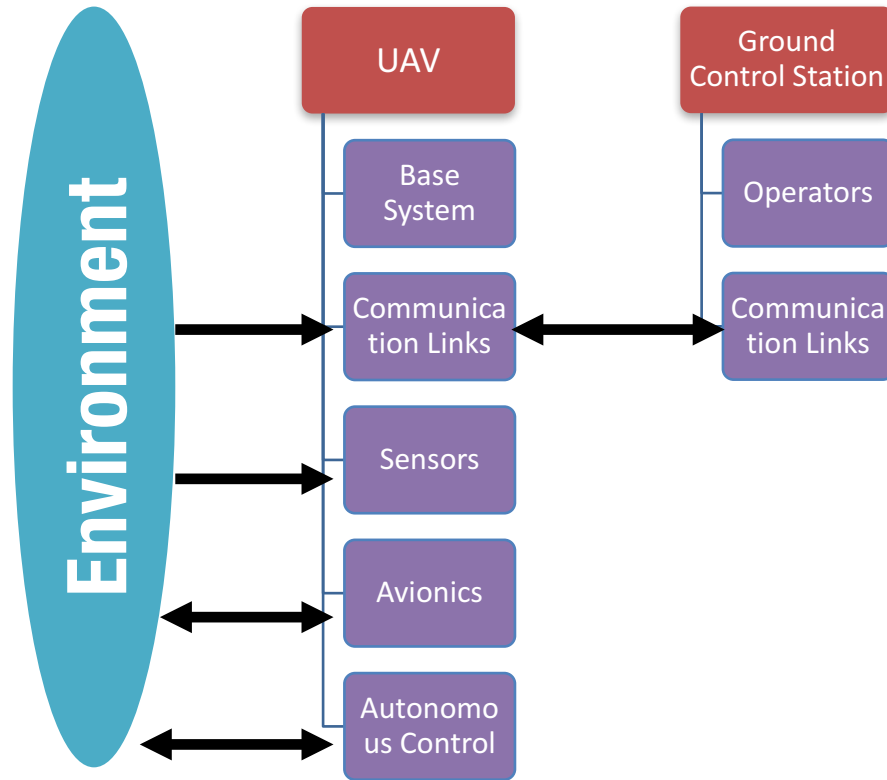 Environment
UAV
Base
System
Communica
tion Links
Sensors
Avionics
Autonomo
us Control
Ground
Control Station
Operators
Communica
tion Links